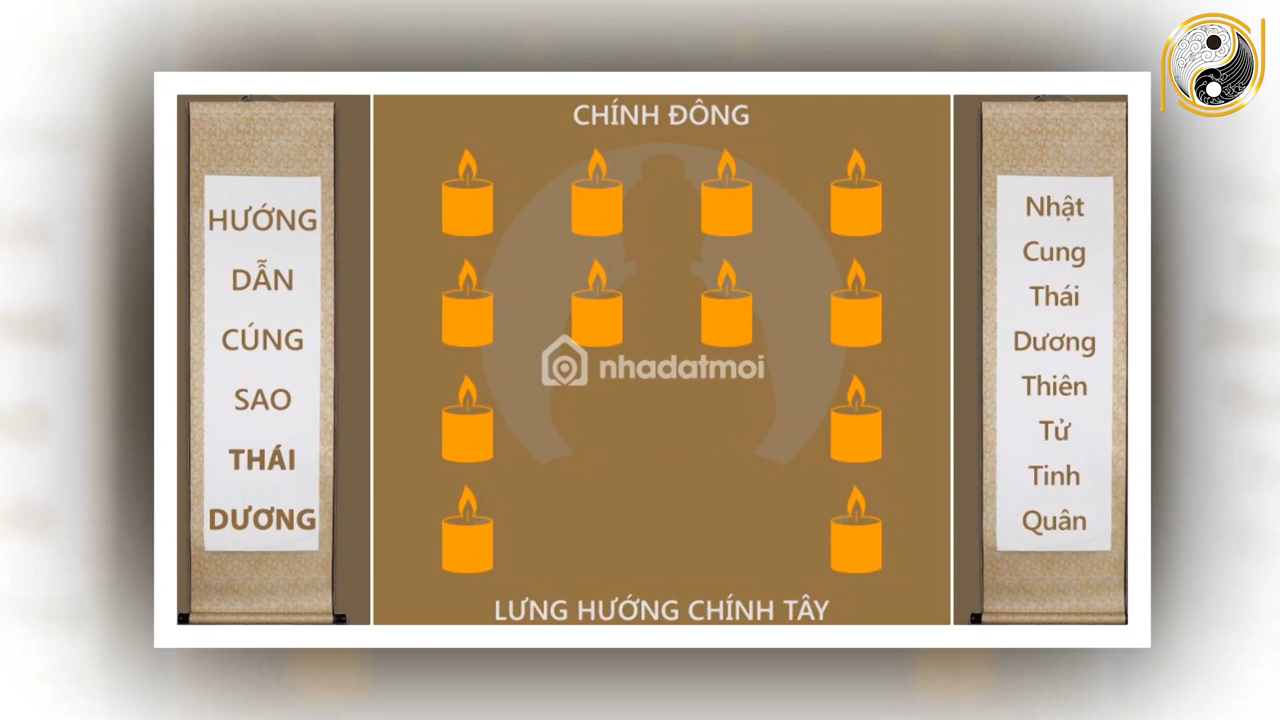 HƯỚNG
DẪN
CÚNG
SAO
THÁI
DƯƠNG
CHÍNH ĐÔNG
nhadatmoi
LƯNG HƯỚNG CHÍNH TÂY
Nhật
Cung
Thái
Dương
Thiên
Tử
Tinh
Quân